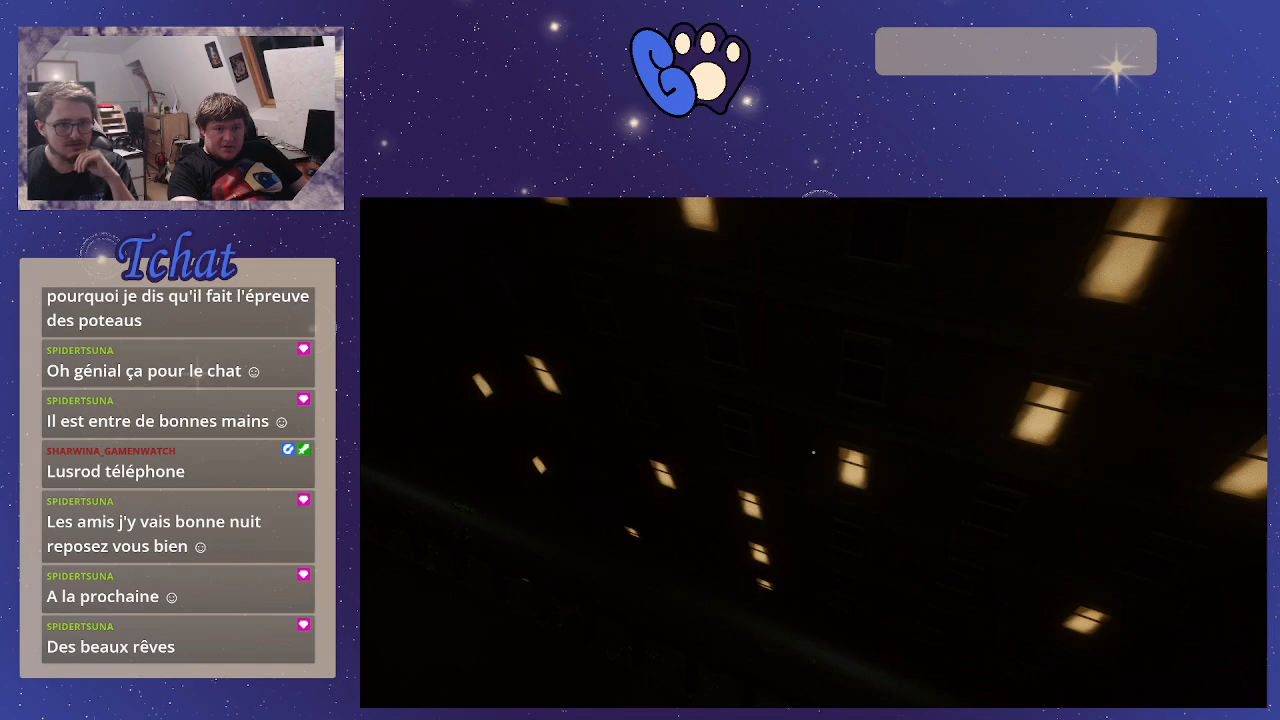 Tchat
pourquoi je dis qu'il fait l'épreuve
des poteaus
SPIDERTSUNA
Oh génial ça pour le chat ☺
SPIDERTSUNA
Il est entre de bonnes mains ☺
SHARWINA_GAMENWATCH
Lusrod téléphone
SPIDERTSUNA
Les amis j'y vais bonne nuit
reposez vous bien ☺
SPIDERTSUNA
A la prochaine ☺
SPIDERTSUNA
Des beaux rêves